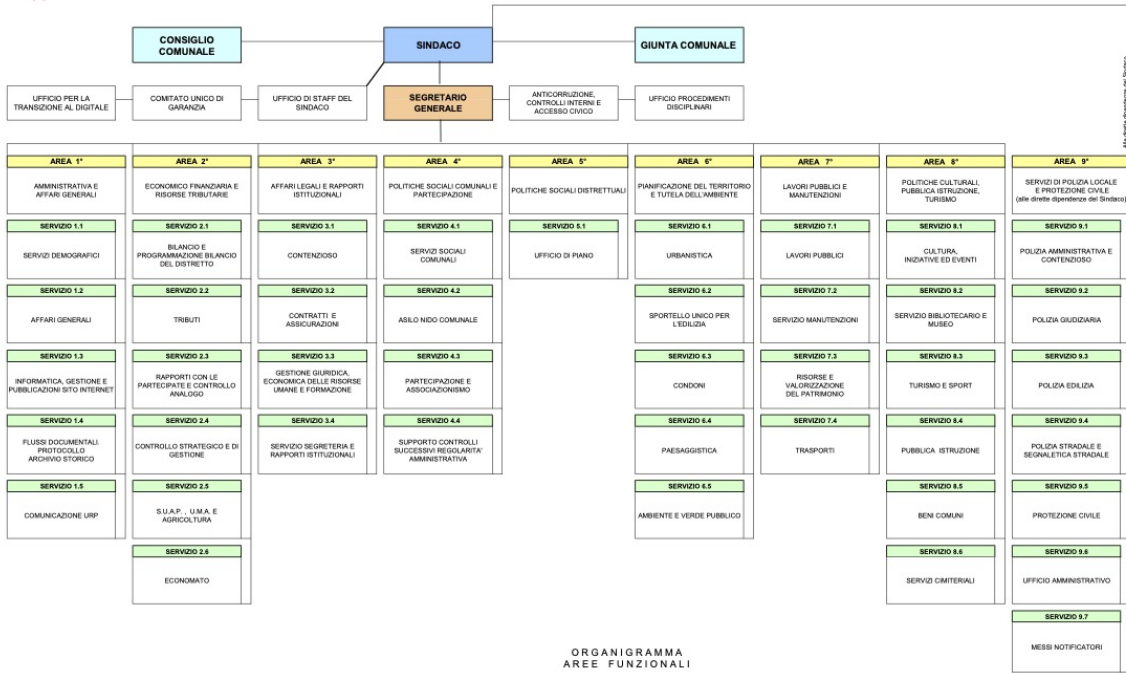 CONSIGLIO
COMUNALE
SINDACO
GIUNTA COMUNALE
UFFICIO PER LA
TRANSIZIONE AL DIGITALE
COMITATO UNICO DI
GARANZIA
UFFICIO DI STAFF DEL
SINDACO
SEGRETARIO
GENERALE
ANTICORRUZIONE,
CONTROLLI INTERNI E
ACCESSO CIVICO
UFFICIO PROCEDIMENTI
DISCIPLINARI
Alle dirette dipendenze del Sindaco
AREA 1°
AMMINISTRATIVA E
AFFARI GENERALI
SERVIZIO 1.1
SERVIZI DEMOGRAFICI
SERVIZIO 1.2
AFFARI GENERALI
SERVIZIO 1.3
INFORMATICA, GESTIONE E
PUBBLICAZIONI SITO INTERNET
SERVIZIO 1.4
FLUSSI DOCUMENTALI.
PROTOCOLLO
ARCHIVIO STORICO
SERVIZIO 1.5
COMUNICAZIONE URP
AREA 2°
ECONOMICO FINANZIARIA E
RISORSE TRIBUTARIE
SERVIZIO 2.1
BILANCIO E
PROGRAMMAZIONE BILANCIO
DEL DISTRETTO
SERVIZIO 2.2
TRIBUTI
SERVIZIO 2.3
RAPPORTI CON LE
PARTECIPATE E CONTROLLO
ANALOGO
SERVIZIO 2.4
CONTROLLO STRATEGICO E DI
GESTIONE
SERVIZIO 2.5
S.U.A.P. , U.M.A. E
AGRICOLTURA
SERVIZIO 2.6
ECONOMATO
AREA 3°
AFFARI LEGALI E RAPPORTI
ISTITUZIONALI
SERVIZIO 3.1
CONTENZIOSO
SERVIZIO 3.2
CONTRATTI E
ASSICURAZIONI
SERVIZIO 3.3
GESTIONE GIURIDICA,
ECONOMICA DELLE RISORSE
UMANE E FORMAZIONE
SERVIZIO 3.4
SERVIZIO SEGRETERIA E
RAPPORTI ISTITUZIONALI
AREA 4°
POLITICHE SOCIALI COMUNALI E
PARTECIPAZIONE
SERVIZIO 4.1
SERVIZI SOCIALI
COMUNALI
SERVIZIO 4.2
ASILO NIDO COMUNALE
SERVIZIO 4.3
PARTECIPAZIONE E
ASSOCIAZIONISMO
SERVIZIO 4.4
SUPPORTO CONTROLLI
SUCCESSIVI REGOLARITA'
AMMINISTRATIVA
AREA 5°
POLITICHE SOCIALI DISTRETTUALI
SERVIZIO 5.1
UFFICIO DI PIANO
AREA 6°
PIANIFICAZIONE DEL TERRITORIO
E TUTELA DELL'AMBIENTE
SERVIZIO 6.1
URBANISTICA
SERVIZIO 6.2
SPORTELLO UNICO PER
L'EDILIZIA
SERVIZIO 6.3
CONDONI
SERVIZIO 6.4
PAESAGGISTICA
SERVIZIO 6.5
AMBIENTE E VERDE PUBBLICO
AREA 7°
LAVORI PUBBLICI E
MANUTENZIONI
SERVIZIO 7.1
LAVORI PUBBLICI
SERVIZIO 7.2
SERVIZIO MANUTENZIONI
SERVIZIO 7.3
RISORSE E
VALORIZZAZIONE
DEL PATRIMONIO
SERVIZIO 7.4
TRASPORTI
AREA 8°
POLITICHE CULTURALI,
PUBBLICA ISTRUZIONE,
TURISMO
SERVIZIO 8.1
CULTURA,
INIZIATIVE ED EVENTI
SERVIZIO 8.2
SERVIZIO BIBLIOTECARIO E
MUSEO
SERVIZIO 8.3
TURISMO E SPORT
SERVIZIO 8.4
PUBBLICA ISTRUZIONE
SERVIZIO 8.5
BENI COMUNI
SERVIZIO 8.6
SERVIZI CIMITERIALI
AREA 9°
SERVIZI DI POLIZIA LOCALE
E PROTEZIONE CIVILE
(alle dirette dipendenze del Sindaco)
SERVIZIO 9.1
POLIZIA AMMINISTRATIVA E
CONTENZIOSO
SERVIZIO 9.2
POLIZIA GIUDIZIARIA
SERVIZIO 9.3
POLIZIA EDILIZIA
SERVIZIO 9.4
POLIZIA STRADALE E
SEGNALETICA STRADALE
SERVIZIO 9.5
PROTEZIONE CIVILE
SERVIZIO 9.6
UFFICIO AMMINISTRATIVO
SERVIZIO 9.7
MESSI NOTIFICATORI
ORGANIGRAMMA
AREE FUNZIONALI